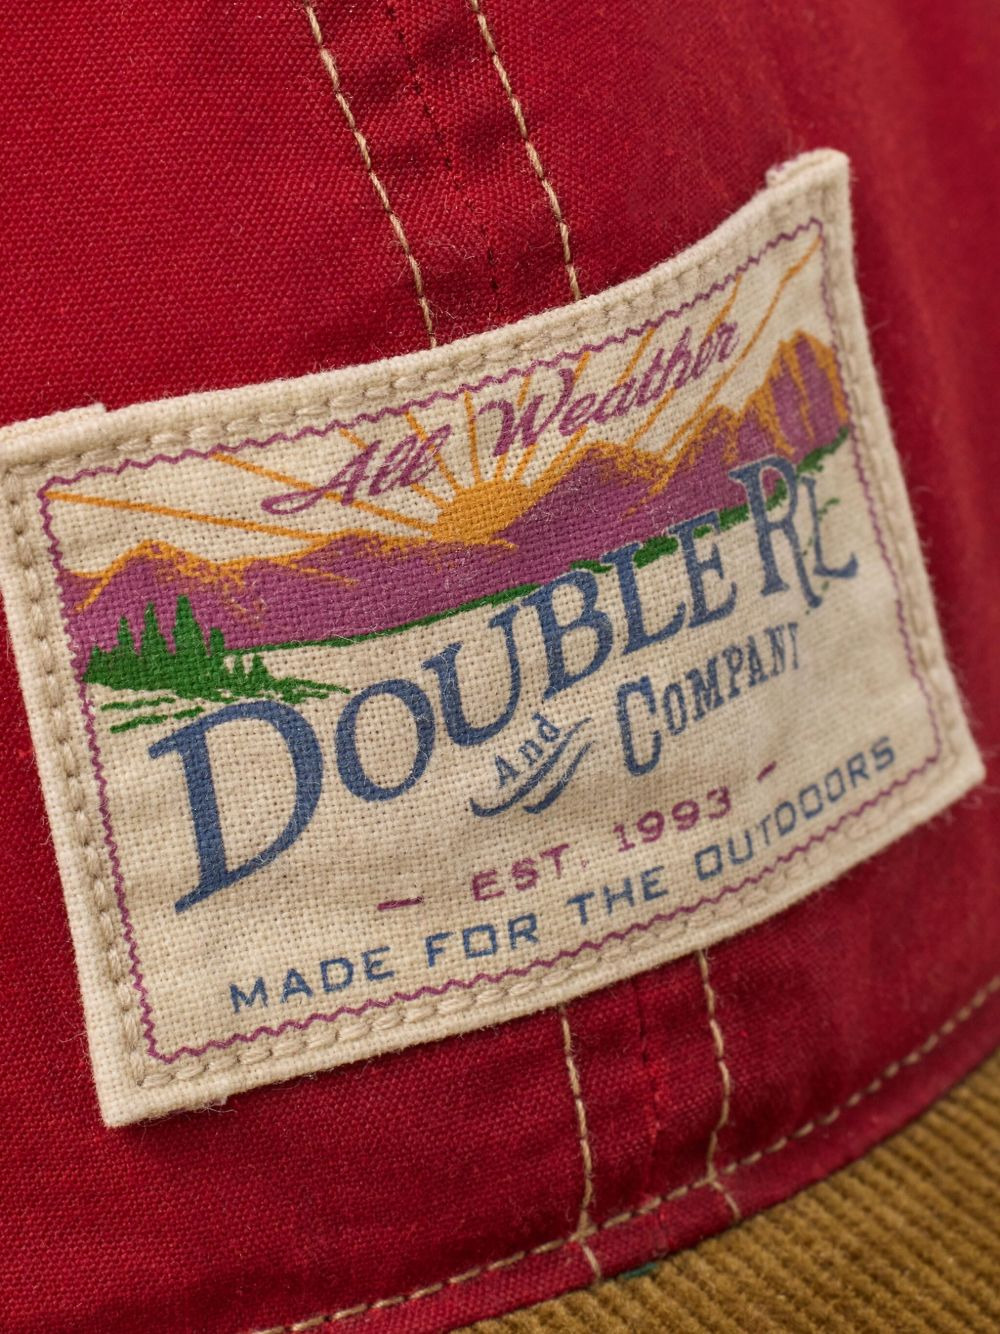 All Weather
DOUBLE RL
And COMPANY
- EST. 1993 -
MADE FOR THE OUTDOORS